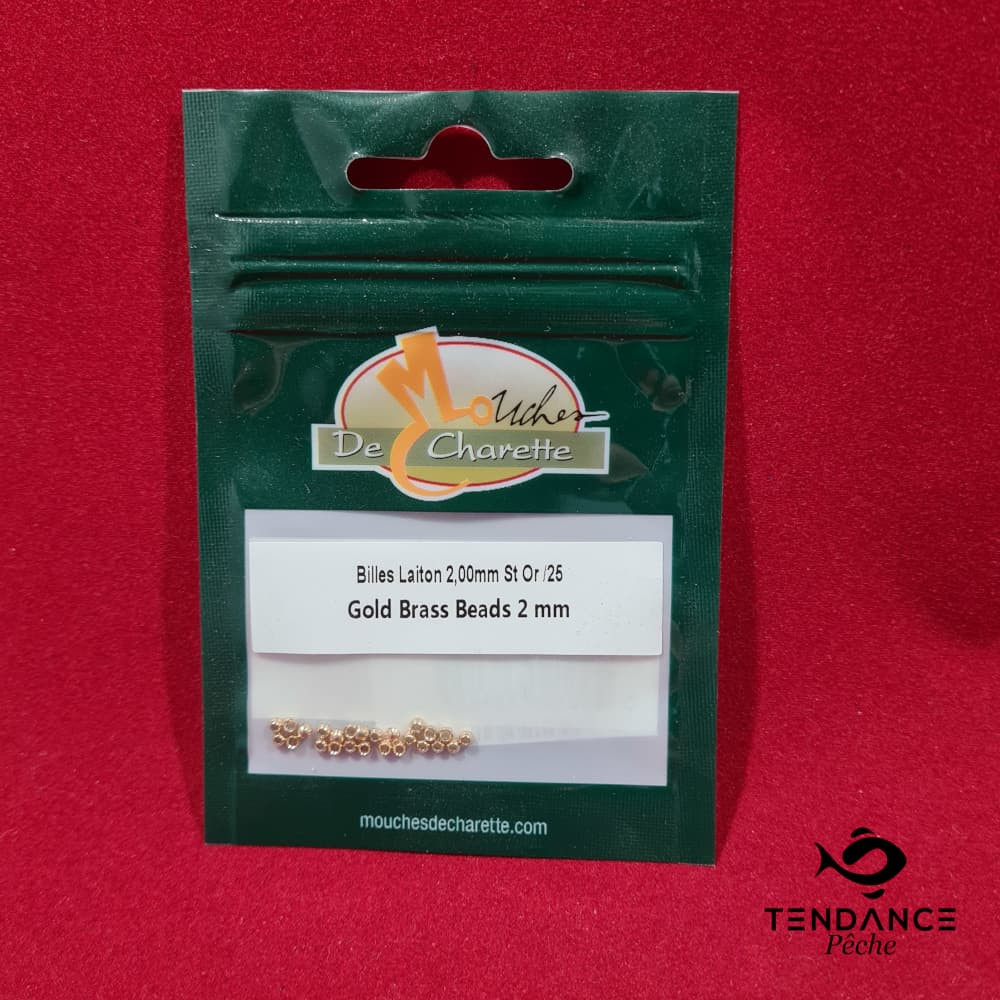 Mouches
De Charette
Billes Laiton 2,00mm St Or /25
Gold Brass Beads 2 mm
mouchesdecharette.com
TENDANCE
Pêche